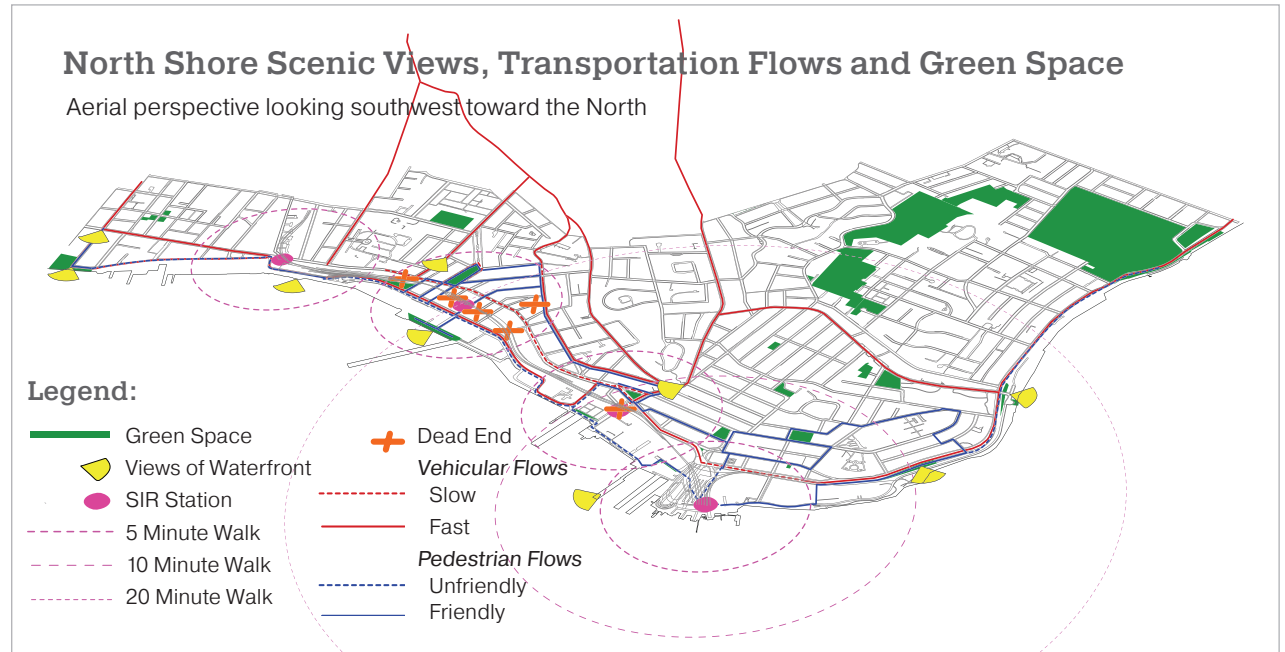 North Shore Scenic Views, Transportation Flows and Green Space
Aerial perspective looking southwest toward the North
Legend:
Green Space
Views of Waterfront
SIR Station
5 Minute Walk
10 Minute Walk
20 Minute Walk
Dead End
Vehicular Flows
Slow
Fast
Pedestrian Flows
Unfriendly
Friendly